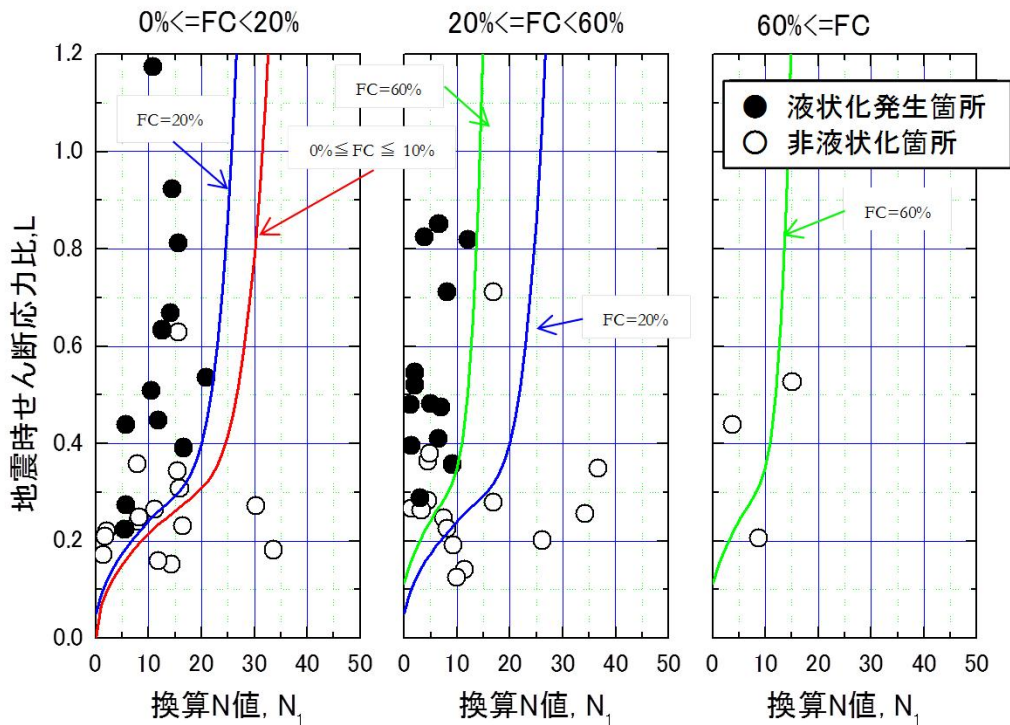 0%<=FC<20%
20%<=FC<60%
60%<=FC
地震時せん断応力比,L
1.2
1.0
0.8
0.6
0.4
0.2
0.0
FC=20%
0%≦FC ≦ 10%
FC=60%
FC=20%
● 液状化発生箇所
○ 非液状化箇所
FC=60%
0 10 20 30 40 50
0 10 20 30 40 50
0 10 20 30 40 50
換算N値, N₁
換算N値, N₁
換算N値, N₁